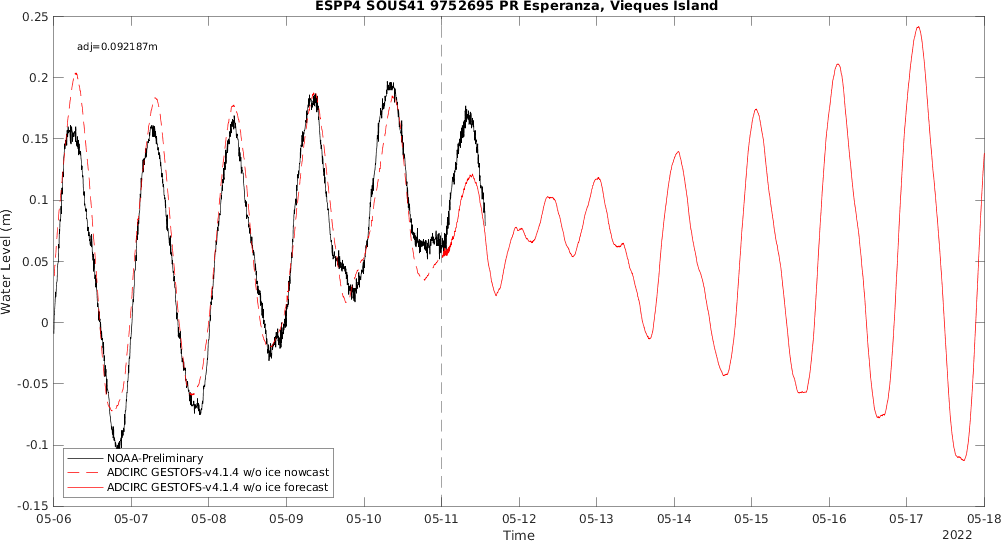 ESPP4 SOUS41 9752695 PR Esperanza, Vieques Island
0.25
adj=0.092187m
0.2
0.15
0.1
0.05
0
-0.05
-0.1
-0.15
Water Level (m)
NOAA-Preliminary
ADCIRC GESTOFS-v4.1.4 w/o ice nowcast
ADCIRC GESTOFS-v4.1.4 w/o ice forecast
05-06 05-07 05-08 05-09 05-10 05-11 05-12 05-13 05-14 05-15 05-16 05-17 05-18
Time
2022